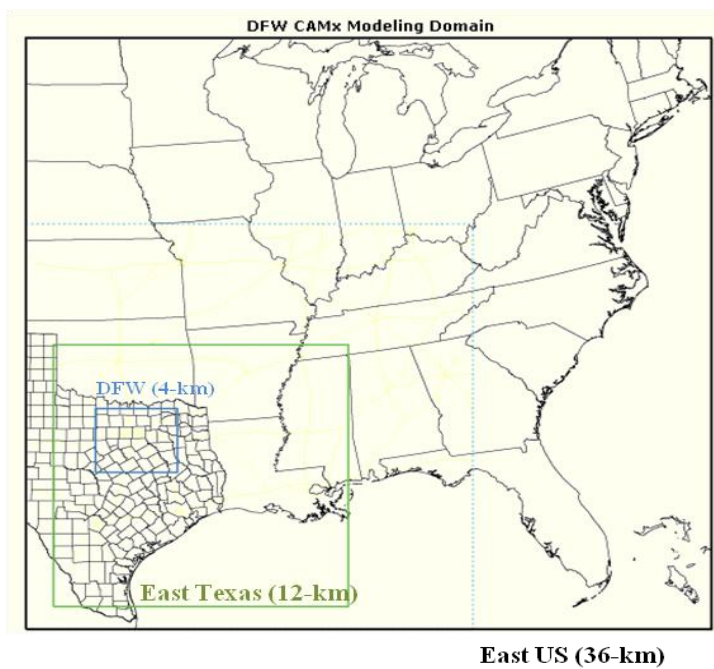 DFW CAMx Modeling Domain
DFW (4-km)
East Texas (12-km)
East US (36-km)